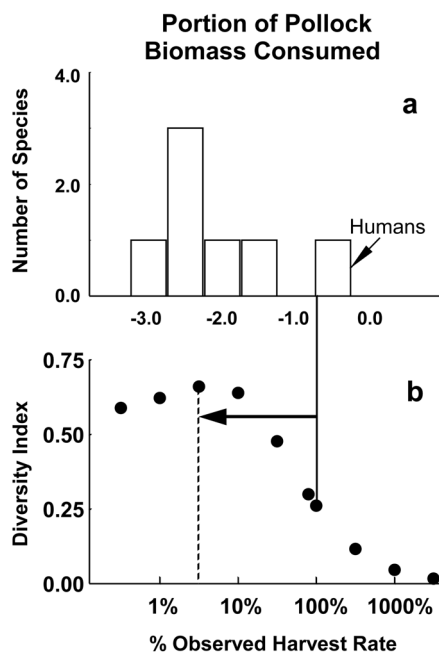 Portion of Pollock
Biomass Consumed
4.0
a
Number of Species
2.0
Humans
0.0
-3.0 -2.0 -1.0 0.0
0.75
b
Diversity Index
0.50
0.25
0.00
1% 10% 100% 1000%
% Observed Harvest Rate